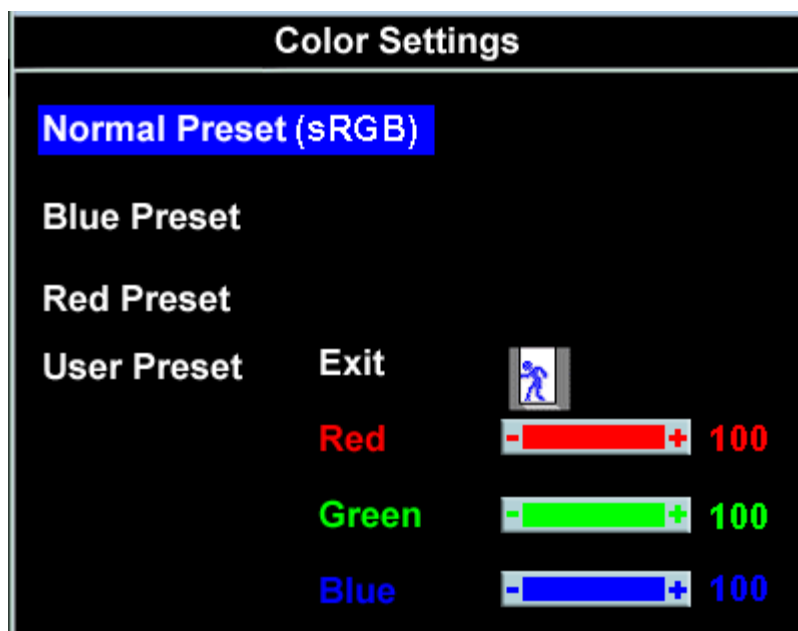 Color Settings
Normal Preset (sRGB)
Blue Preset
Red Preset
User Preset Exit
Red - + 100
Green - + 100
Blue - + 100